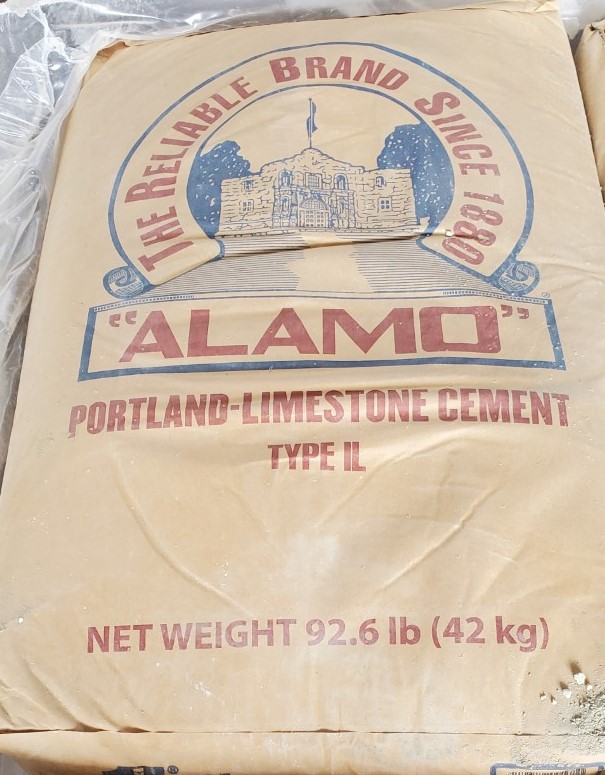 THE RELIABLE BRAND SINCE 1880
"ALAMO"
PORTLAND-LIMESTONE CEMENT
TYPE IL
NET WEIGHT 92.6 lb (42 kg)